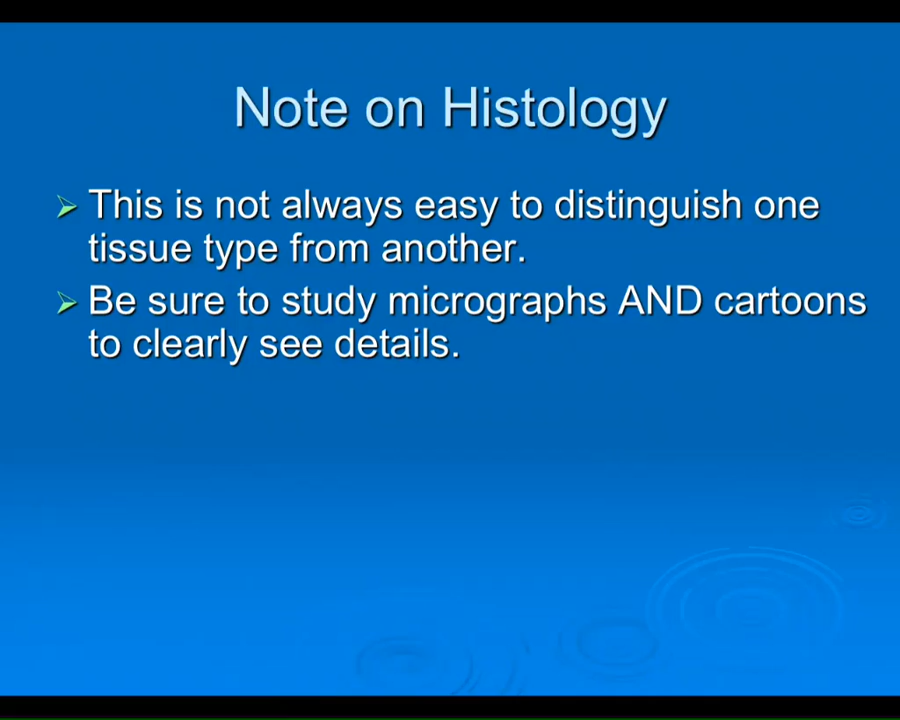 Note on Histology
This is not always easy to distinguish one
tissue type from another.
Be sure to study micrographs AND cartoons
to clearly see details.